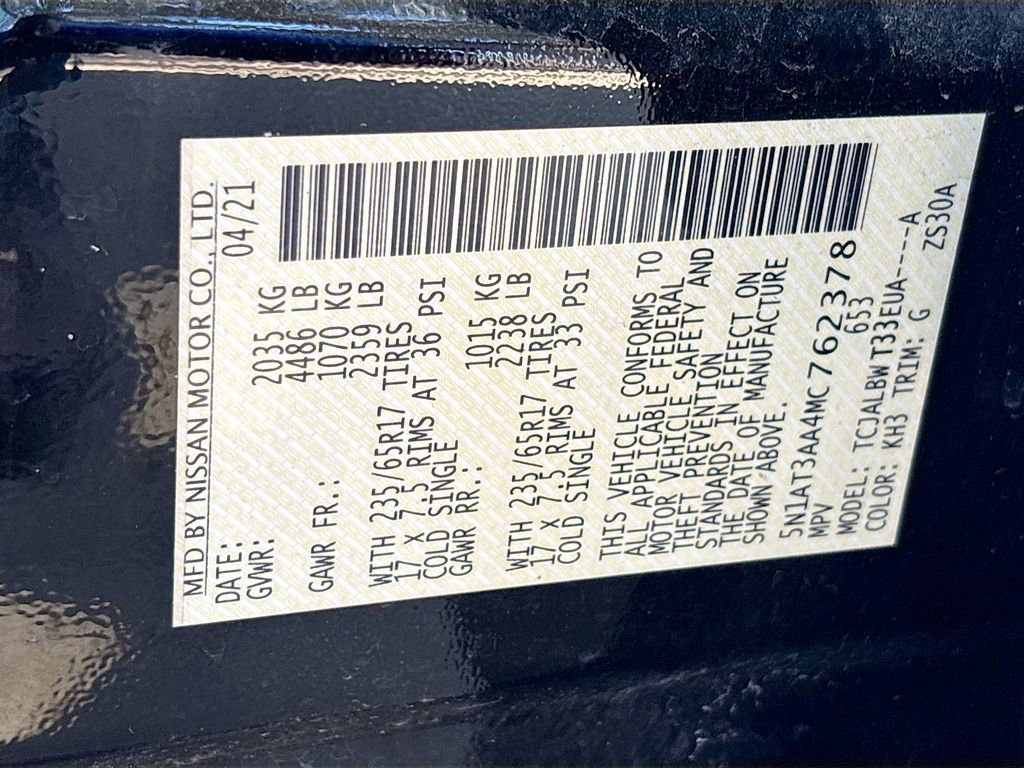 MFD BY NISSAN MOTOR CO., LTD.
DATE: 04/21
GVWR: 2035 KG
4486 LB
GAWR FR.: 1070 KG
2359 LB
WITH 235/65R17 TIRES
17 X 7.5 RIMS AT 36 PSI
COLD SINGLE
GAWR RR.: 1015 KG
2238 LB
WITH 235/65R17 TIRES
17 X 7.5 RIMS AT 33 PSI
COLD SINGLE
THIS VEHICLE CONFORMS TO
ALL APPLICABLE FEDERAL
MOTOR VEHICLE SAFETY AND
THEFT PREVENTION
STANDARDS IN EFFECT ON
THE DATE OF MANUFACTURE
SHOWN ABOVE.
5N1AT3AA4MC762378
MPV 653
MODEL: TCJALBWT33EUA----A
COLOR: KH3 TRIM: G ZS30A